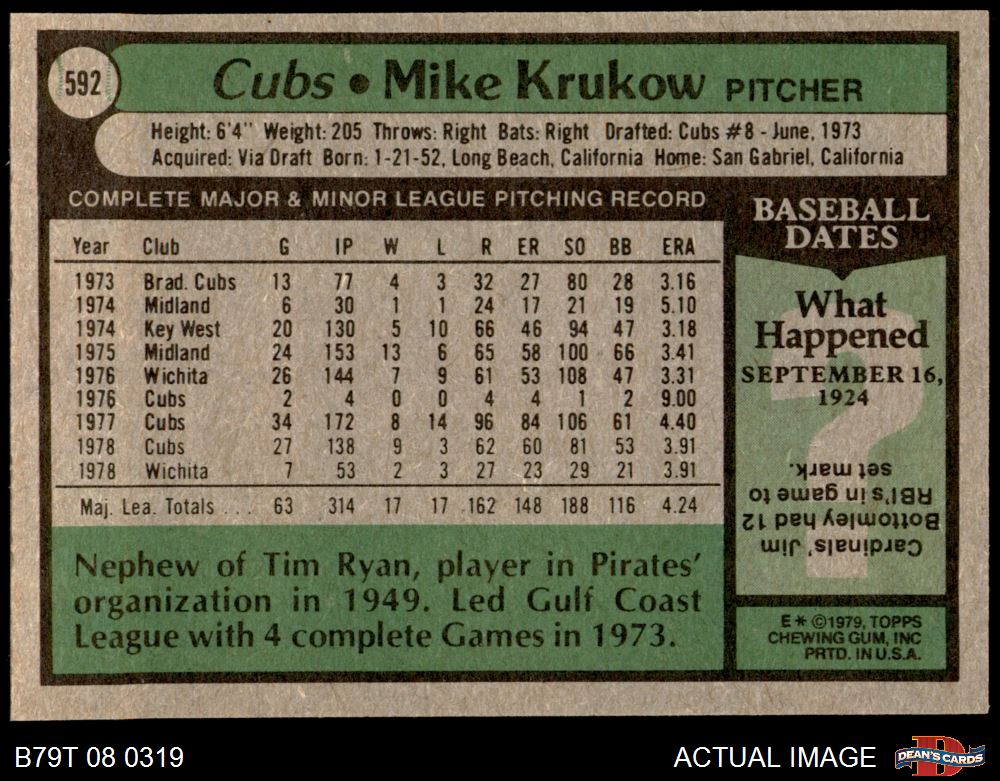 592
Cubs • Mike Krukow PITCHER
Height: 6'4" Weight: 205 Throws: Right Bats: Right Drafted: Cubs #8 - June, 1973
Acquired: Via Draft Born: 1-21-52, Long Beach, California Home: San Gabriel, California
COMPLETE MAJOR & MINOR LEAGUE PITCHING RECORD
Year Club G IP W L R ER SO BB ERA
1973 Brad. Cubs 13 77 4 3 32 27 80 28 3.16
1974 Midland 6 30 1 1 24 17 21 19 5.10
1974 Key West 20 130 5 10 66 46 94 47 3.18
1975 Midland 24 153 13 6 65 58 100 66 3.41
1976 Wichita 26 144 7 9 61 53 108 47 3.31
1976 Cubs 2 4 0 0 4 4 1 2 9.00
1977 Cubs 34 172 8 14 96 84 106 61 4.40
1978 Cubs 27 138 9 3 62 60 81 53 3.91
1978 Wichita 7 53 2 3 27 23 29 21 3.91
Maj. Lea. Totals . . . 63 314 17 17 162 148 188 116 4.24
Nephew of Tim Ryan, player in Pirates'
organization in 1949. Led Gulf Coast
League with 4 complete Games in 1973.
BASEBALL
DATES
What
Happened
SEPTEMBER 16,
1924
Cardinals' Jim
Bottomley had 12
RBI's in game to
set mark.
E* ©1979, TOPPS
CHEWING GUM, INC
PRTD. IN U.S.A.
B79T 08 0319
ACTUAL IMAGE
D
DEAN'S CARDS